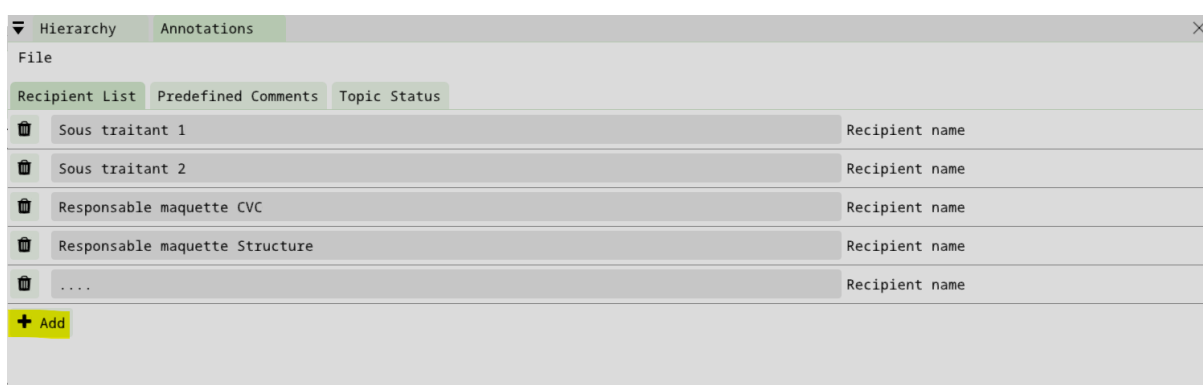 Hierarchy Annotations
File
Recipient List Predefined Comments Topic Status
Sous traitant 1 Recipient name
Sous traitant 2 Recipient name
Responsable maquette CVC Recipient name
Responsable maquette Structure Recipient name
.... Recipient name
+ Add